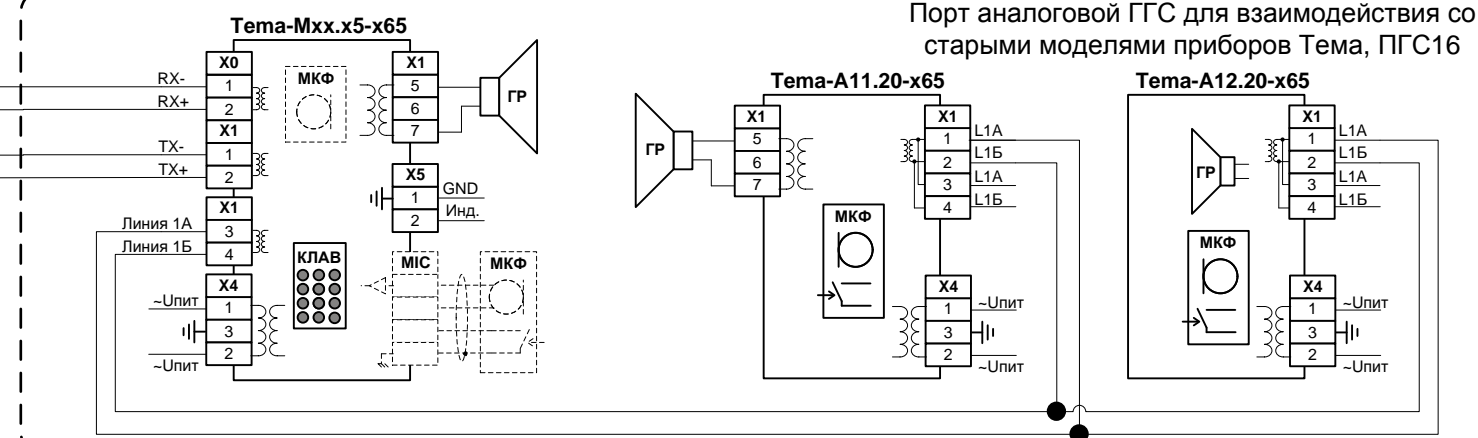 Порт аналоговой ГГС для взаимодействия со
старыми моделями приборов Тема, ПГС16
Tema-Mxx.x5-x65
X0
RX-
1
RX+
2
X1
TX-
1
TX+
2
X1
Линия 1А
3
Линия 1Б
4
X4
~Uпит
1
3
2
~Uпит
МКФ
X1
5
6
7
ГР
X5
1
GND
2
Инд.
КЛАВ
MIC
МКФ
Tema-A11.20-x65
ГР
X1
5
6
7
X1
1
L1А
2
L1Б
3
L1А
4
L1Б
МКФ
X4
1
~Uпит
3
2
~Uпит
Tema-A12.20-x65
ГР
X1
1
L1А
2
L1Б
3
L1А
4
L1Б
МКФ
X4
1
~Uпит
3
2
~Uпит